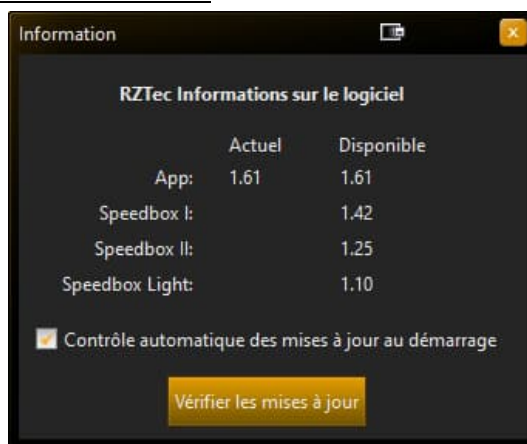 Information
RZTec Informations sur le logiciel
Actuel Disponible
App: 1.61 1.61
Speedbox I: 1.42
Speedbox II: 1.25
Speedbox Light: 1.10
Contrôle automatique des mises à jour au démarrage
Vérifier les mises à jour